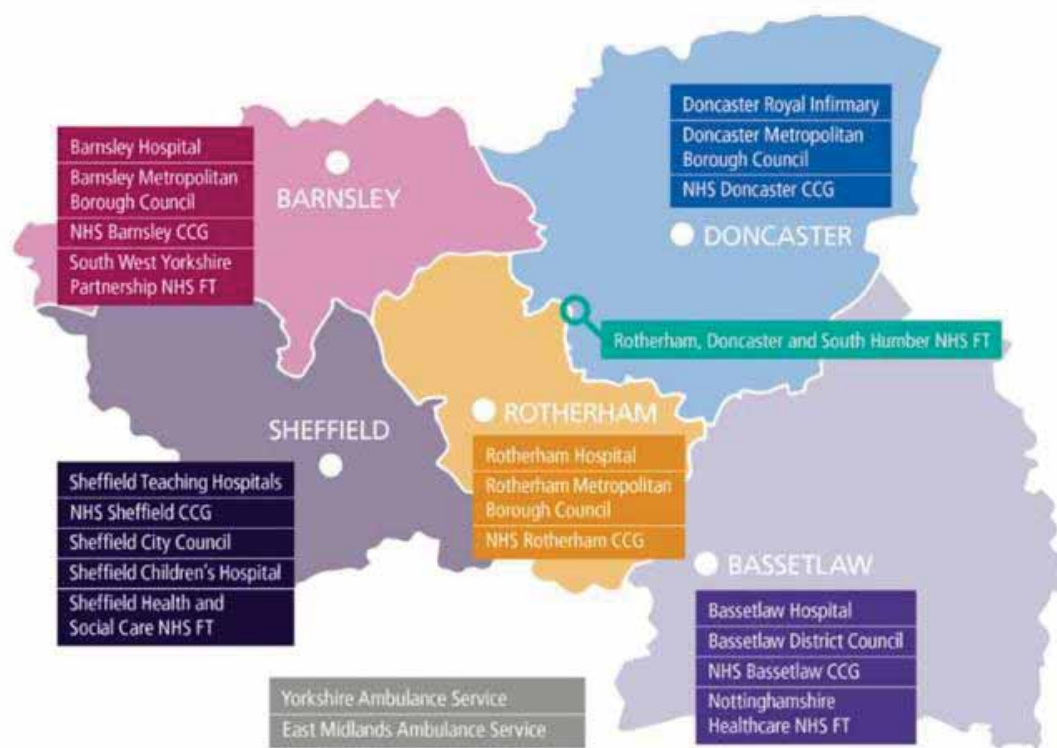 Barnsley Hospital
Barnsley Metropolitan
Borough Council
NHS Barnsley CCG
South West Yorkshire
Partnership NHS FT
BARNSLEY
Doncaster Royal Infirmary
Doncaster Metropolitan
Borough Council
NHS Doncaster CCG
DONCASTER
Rotherham, Doncaster and South Humber NHS FT
SHEFFIELD
Sheffield Teaching Hospitals
NHS Sheffield CCG
Sheffield City Council
Sheffield Children's Hospital
Sheffield Health and
Social Care NHS FT
ROTHERHAM
Rotherham Hospital
Rotherham Metropolitan
Borough Council
NHS Rotherham CCG
BASSETLAW
Bassetlaw Hospital
Bassetlaw District Council
NHS Bassetlaw CCG
Nottinghamshire
Healthcare NHS FT
Yorkshire Ambulance Service
East Midlands Ambulance Service